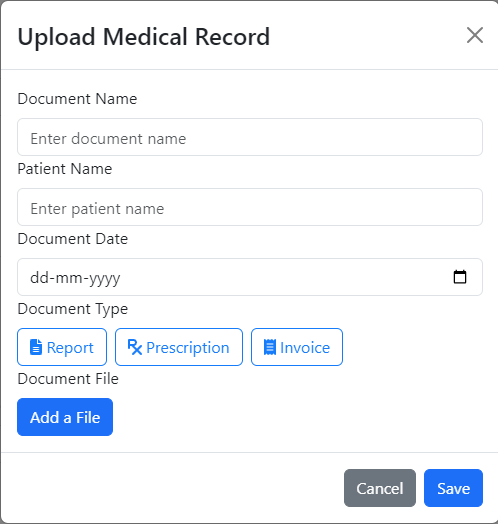 Upload Medical Record
Document Name
Enter document name
Patient Name
Enter patient name
Document Date
dd-mm-yyyy
Document Type
Report Prescription Invoice
Document File
Add a File
Cancel Save